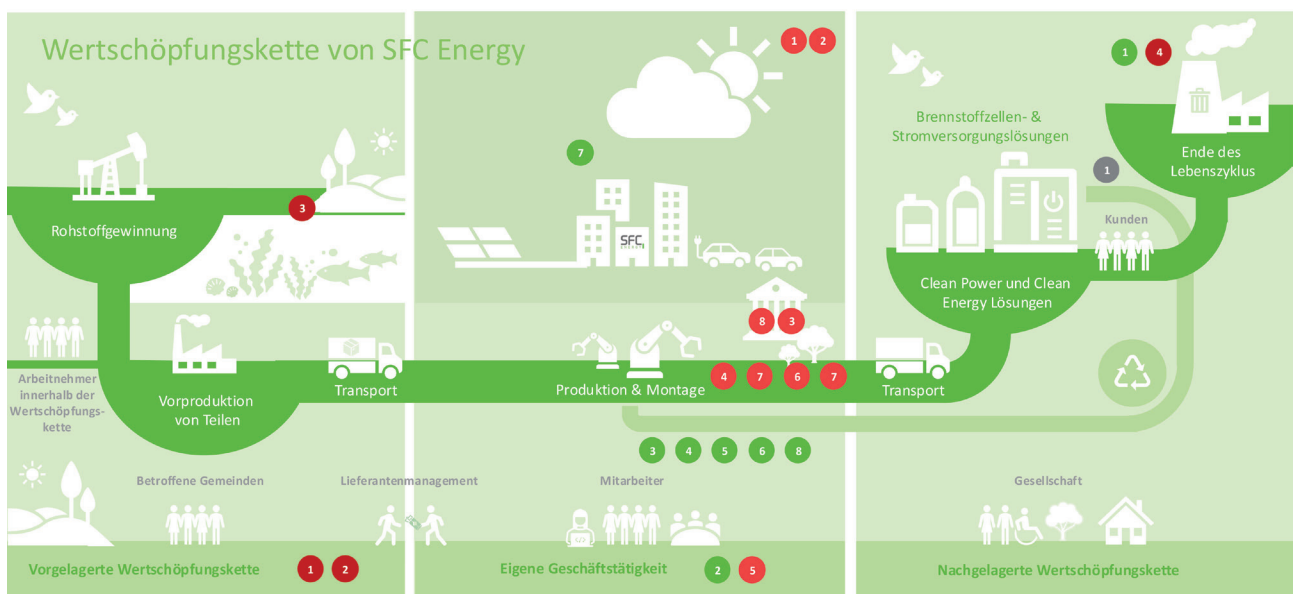 Wertschöpfungskette von SFC Energy
1 2
1 4
Brennstoffzellen- &
Stromversorgungslösungen
7
Ende des
Lebenszyklus
1
3
Rohstoffgewinnung
Kunden
SFC
ENERGY
Clean Power und Clean
Energy Lösungen
8 3
Arbeitnehmer
innerhalb der
Wertschöpfungs-
kette
Vorproduktion
von Teilen
Transport
Produktion & Montage
4 7 6 7
Transport
3 4 5 6 8
Betroffene Gemeinden
Lieferantenmanagement
Mitarbeiter
Gesellschaft
Vorgelagerte Wertschöpfungskette
1 2
Eigene Geschäftstätigkeit
2 5
Nachgelagerte Wertschöpfungskette